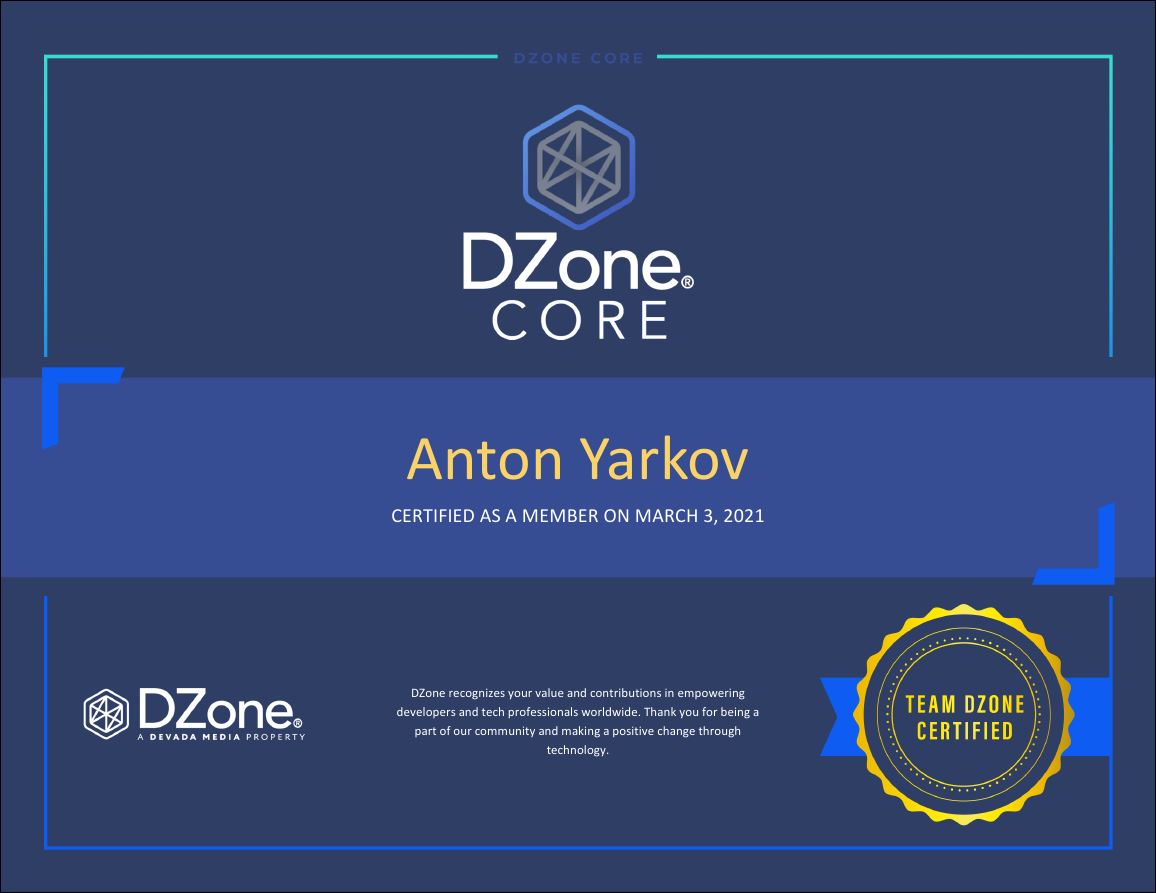 DZONE CORE
DZone®
CORE
Anton Yarkov
CERTIFIED AS A MEMBER ON MARCH 3, 2021
DZone®
A DEVADA MEDIA PROPERTY
DZone recognizes your value and contributions in empowering
developers and tech professionals worldwide. Thank you for being a
part of our community and making a positive change through
technology.
TEAM DZONE
CERTIFIED